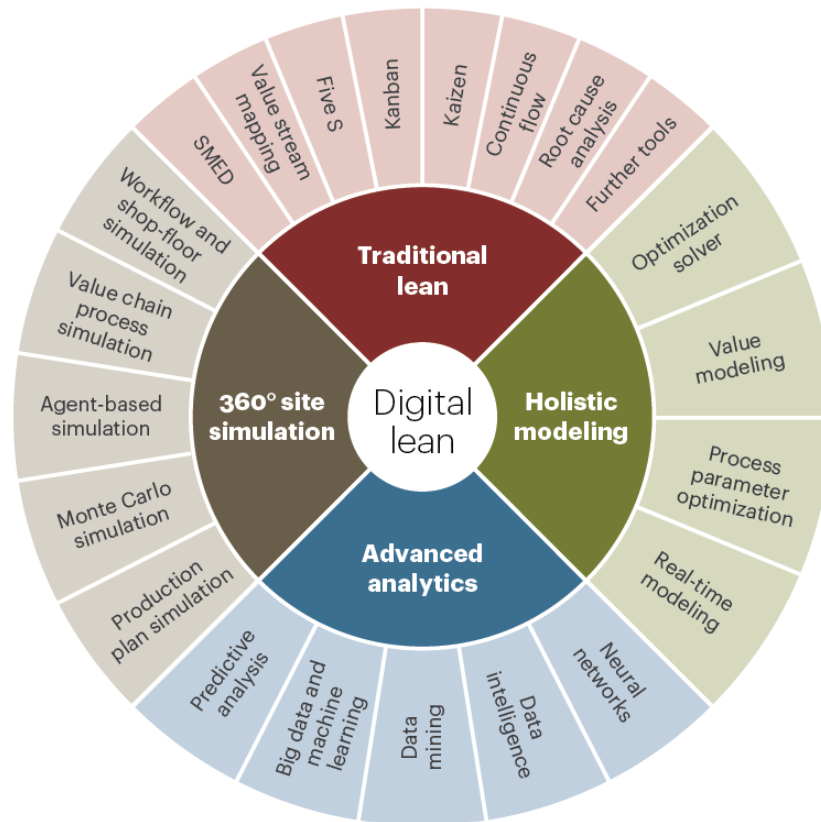 Digital
lean
Traditional
lean
SMED
Value stream
mapping
Five S
Kanban
Kaizen
Continuous
flow
Root cause
analysis
Further tools
Holistic
modeling
Optimization
solver
Value
modeling
Process
parameter
optimization
Real-time
modeling
Advanced
analytics
Neural
networks
Data
intelligence
Data
mining
Big data and
machine
learning
Predictive
analysis
360° site
simulation
Production
plan simulation
Monte Carlo
simulation
Agent-based
simulation
Value chain
process
simulation
Workflow and
shop-floor
simulation